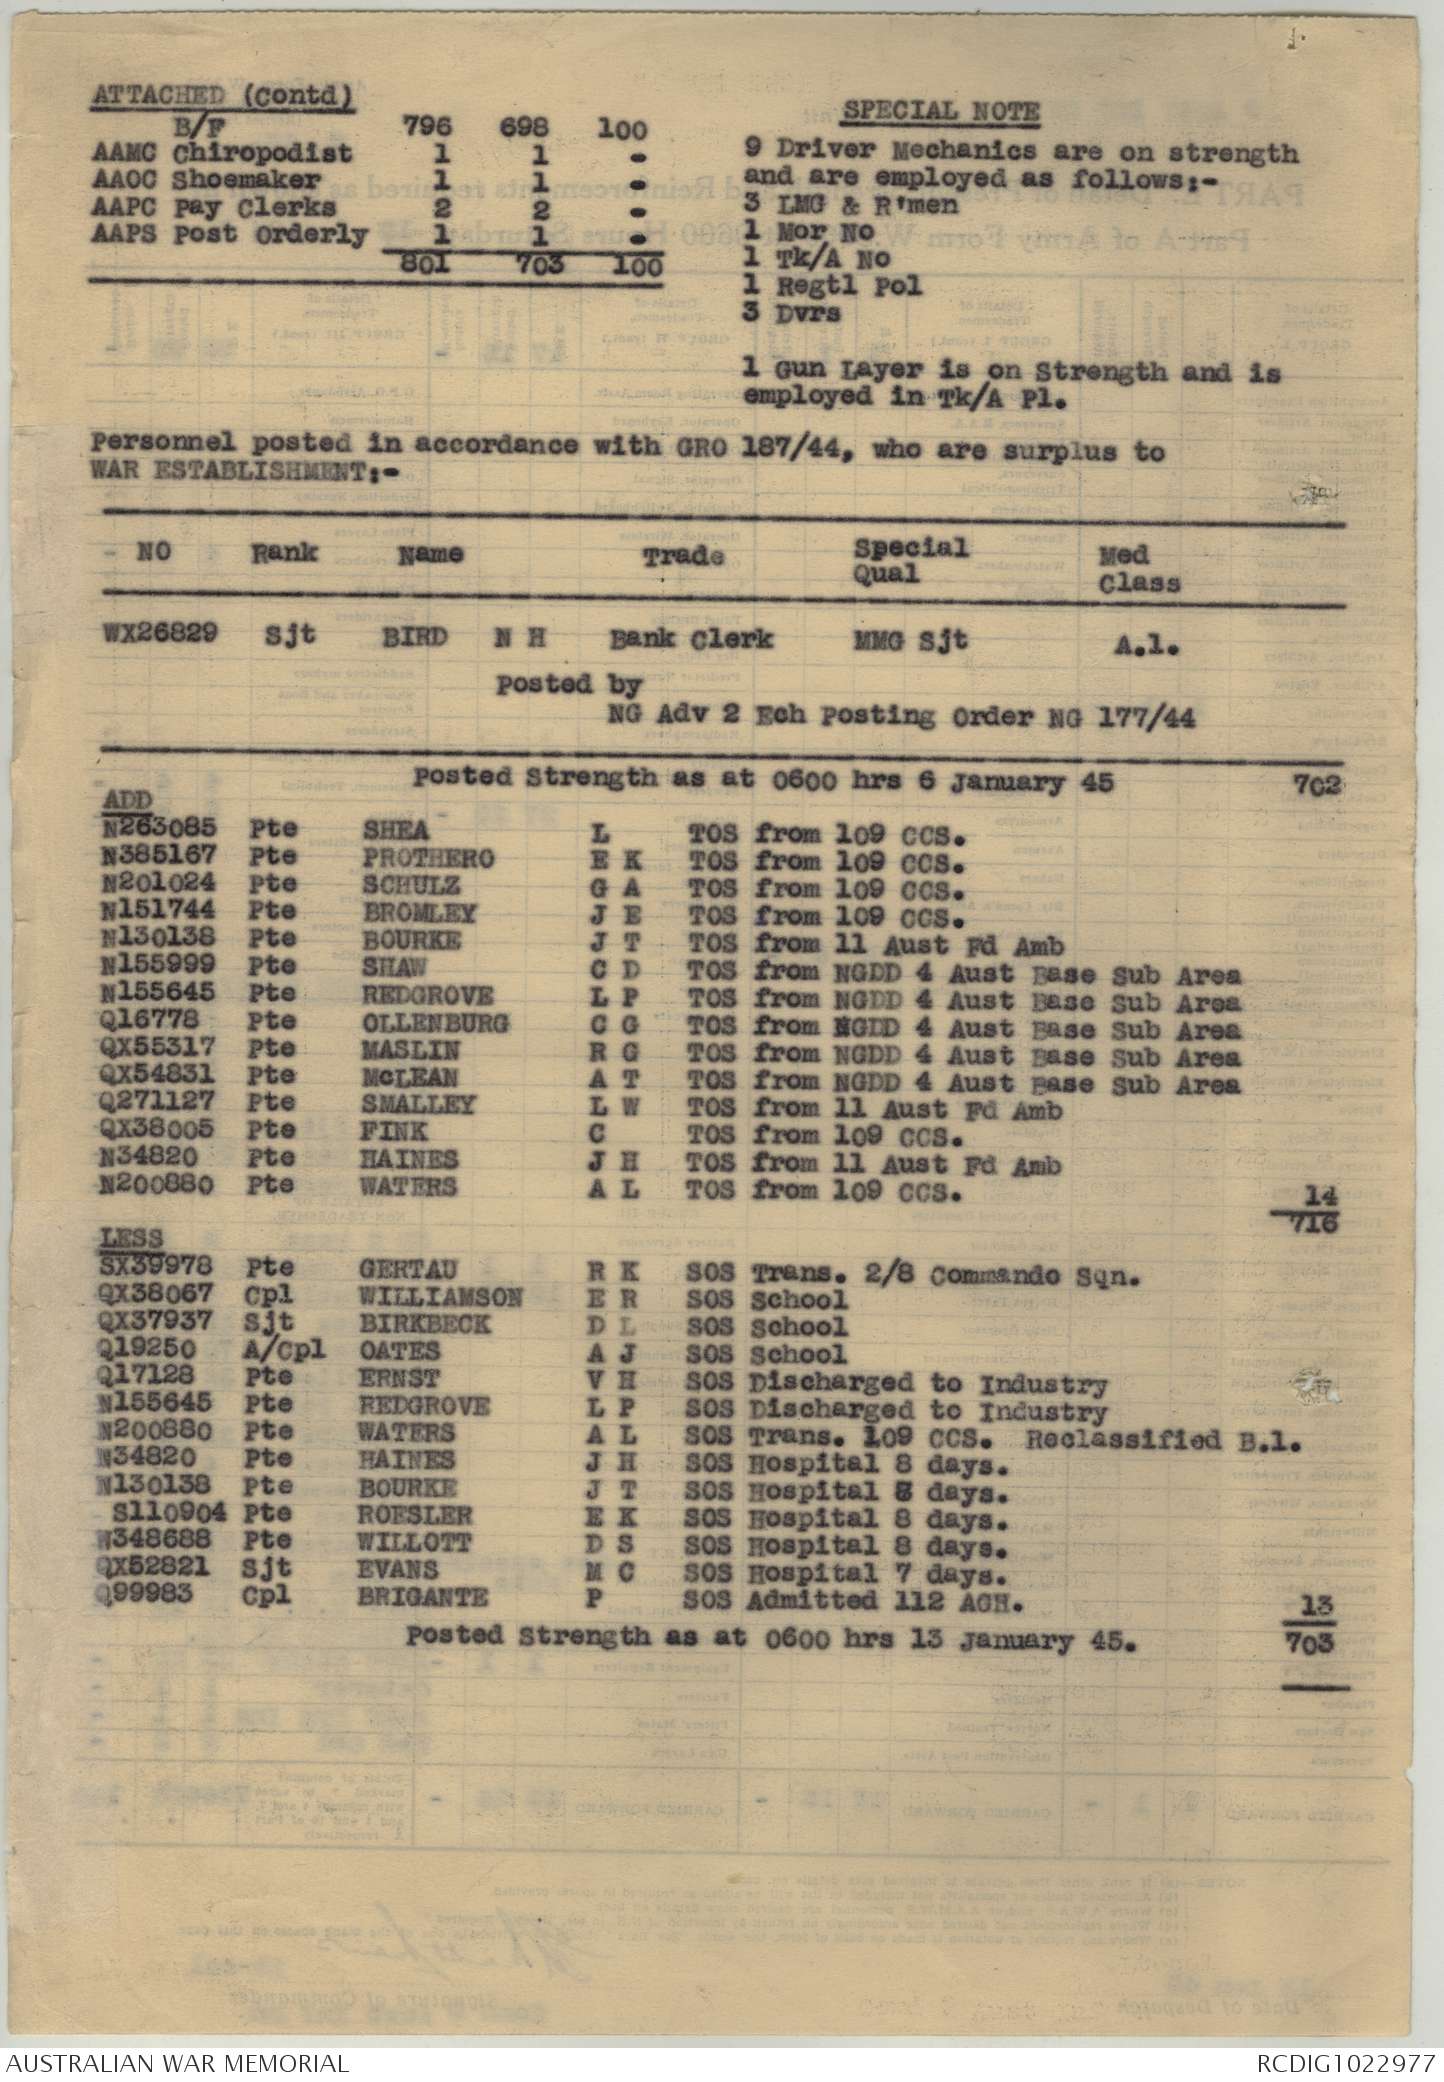 ATTACHED (Contd)
B/F 796 698 100
AAMC Chiropodist 1 1 -
AAOC Shoemaker 1 1 -
AAPC Pay Clerks 2 2 -
AAPS Post Orderly 1 1 -
801 703 100
SPECIAL NOTE
9 Driver Mechanics are on strength
and are employed as follows:-
3 LMG & R'men
1 Mor No
1 Tk/A No
1 Regtl Pol
3 Dvrs
1 Gun Layer is on Strength and is
employed in Tk/A Pl.
Personnel posted in accordance with GRO 187/44, who are surplus to
WAR ESTABLISHMENT:-
NO Rank Name Trade Special Qual Med Class
WX26829 Sjt BIRD N H Bank Clerk MMG Sjt A.1.
Posted by
NG Adv 2 Ech Posting Order NG 177/44
Posted Strength as at 0600 hrs 6 January 45 702
ADD
N263085 Pte SHEA L TOS from 109 CCS.
N385167 Pte PROTHERO E K TOS from 109 CCS.
N201024 Pte SCHULZ G A TOS from 109 CCS.
N151744 Pte BROMLEY J E TOS from 109 CCS.
N130138 Pte BOURKE J T TOS from 11 Aust Fd Amb
N155999 Pte SHAW C D TOS from NGDD 4 Aust Base Sub Area
N155645 Pte REDGROVE L P TOS from NGDD 4 Aust Base Sub Area
Q16778 Pte OLLENBURG C G TOS from NGDD 4 Aust Base Sub Area
QX55317 Pte MASLIN R G TOS from NGDD 4 Aust Base Sub Area
QX54831 Pte McLEAN A T TOS from NGDD 4 Aust Base Sub Area
Q271127 Pte SMALLEY L W TOS from 11 Aust Fd Amb
QX38005 Pte FINK C TOS from 109 CCS.
N34820 Pte HAINES J H TOS from 11 Aust Fd Amb
N200880 Pte WATERS A L TOS from 109 CCS. 14
716
LESS
SX39978 Pte GERTAU R K SOS Trans. 2/8 Commando Sqn.
QX38067 Cpl WILLIAMSON E R SOS School
QX37937 Sjt BIRKBECK D L SOS School
Q19250 A/Cpl OATES A J SOS School
Q17128 Pte ERNST V H SOS Discharged to Industry
N155645 Pte REDGROVE L P SOS Discharged to Industry
N200880 Pte WATERS A L SOS Trans. 109 CCS. Reclassified B.1.
N34820 Pte HAINES J H SOS Hospital 8 days.
N130138 Pte BOURKE J T SOS Hospital 8 days.
S110904 Pte ROESLER E K SOS Hospital 8 days.
N348688 Pte WILLOTT D S SOS Hospital 8 days.
QX52821 Sjt EVANS M C SOS Hospital 7 days.
Q99983 Cpl BRIGANTE P SOS Admitted 112 AGH. 13
Posted Strength as at 0600 hrs 13 January 45. 703
AUSTRALIAN WAR MEMORIAL RCDIG1022977